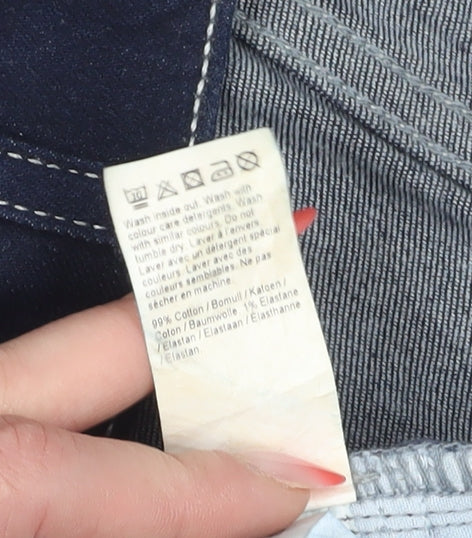 30
Wash inside out. Wash with
colour care detergents. Wash
with similar colours. Do not
tumble dry. Laver à l'envers.
Laver avec un détergent spécial
couleurs. Laver avec des
couleurs semblables. Ne pas
sécher en machine.
99% Cotton / Bomull / Katoen /
Coton / Baumwolle 1% Elastane
/ Elastan / Elastaan / Elasthanne
/ Elastan